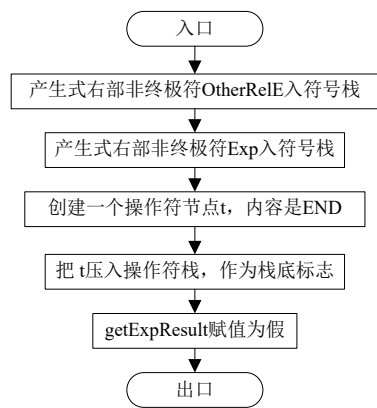 入口
产生式右部非终极符OtherRelE入符号栈
产生式右部非终极符Exp入符号栈
创建一个操作符节点t，内容是END
把 t压入操作符栈，作为栈底标志
getExpResult赋值为假
出口